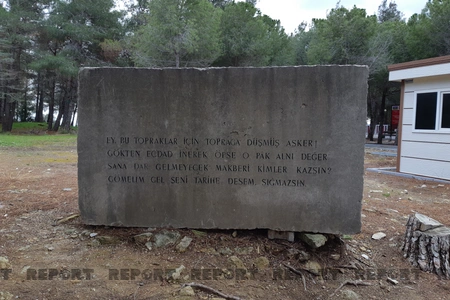 EY BU TOPRAKLAR İÇİN TOPRAĞA DÜŞMÜŞ ASKER!
GÖKTEN ECDAD İNEREK ÖPSE O PAK ALNI DEĞER.
SANA DAR GELMEYECEK MAKBERİ KİMLER KAZSIN?
GÖMELİM GEL SENİ TARİHE DESEM, SIĞMAZSIN.
REPORT REPORT REPORT REPORT REPORT